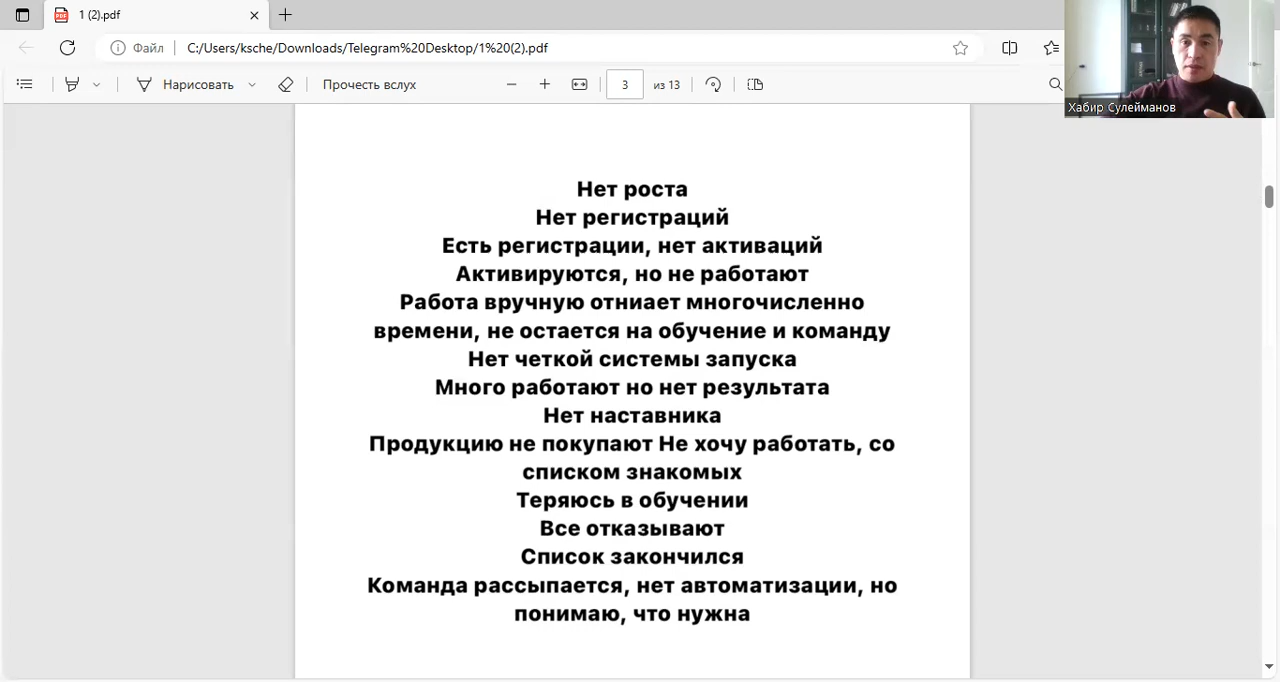 1 (2).pdf
Файл
C:/Users/ksche/Downloads/Telegram%20Desktop/1%20(2).pdf
Нарисовать
Прочесть вслух
3
из 13
Хабир Сулейманов
Нет роста
Нет регистраций
Есть регистрации, нет активаций
Активируются, но не работают
Работа вручную отниает многочисленно
времени, не остается на обучение и команду
Нет четкой системы запуска
Много работают но нет результата
Нет наставника
Продукцию не покупают Не хочу работать, со
списком знакомых
Теряюсь в обучении
Все отказывают
Список закончился
Команда рассыпается, нет автоматизации, но
понимаю, что нужна